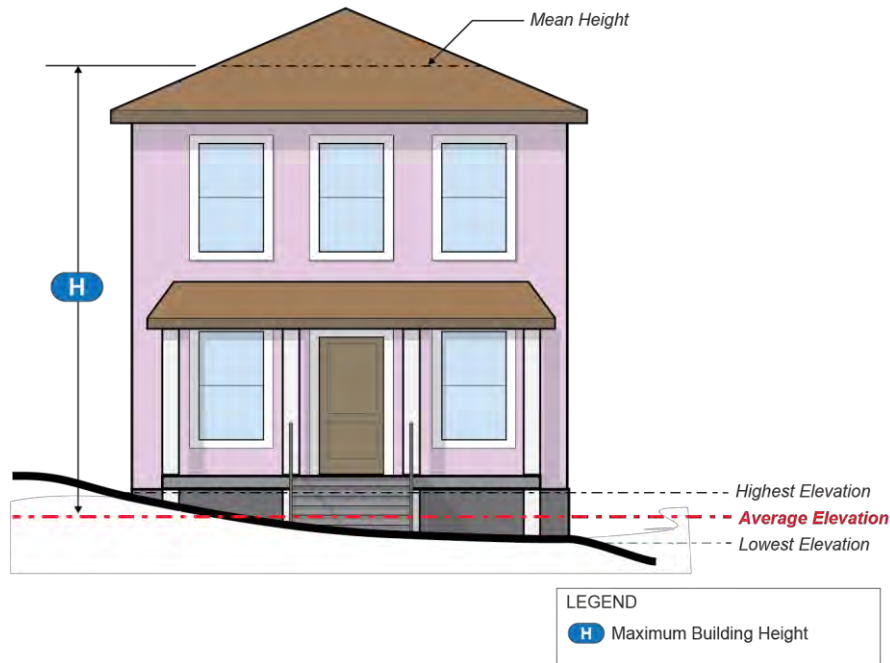 Mean Height
H
Highest Elevation
Average Elevation
Lowest Elevation
LEGEND
H Maximum Building Height